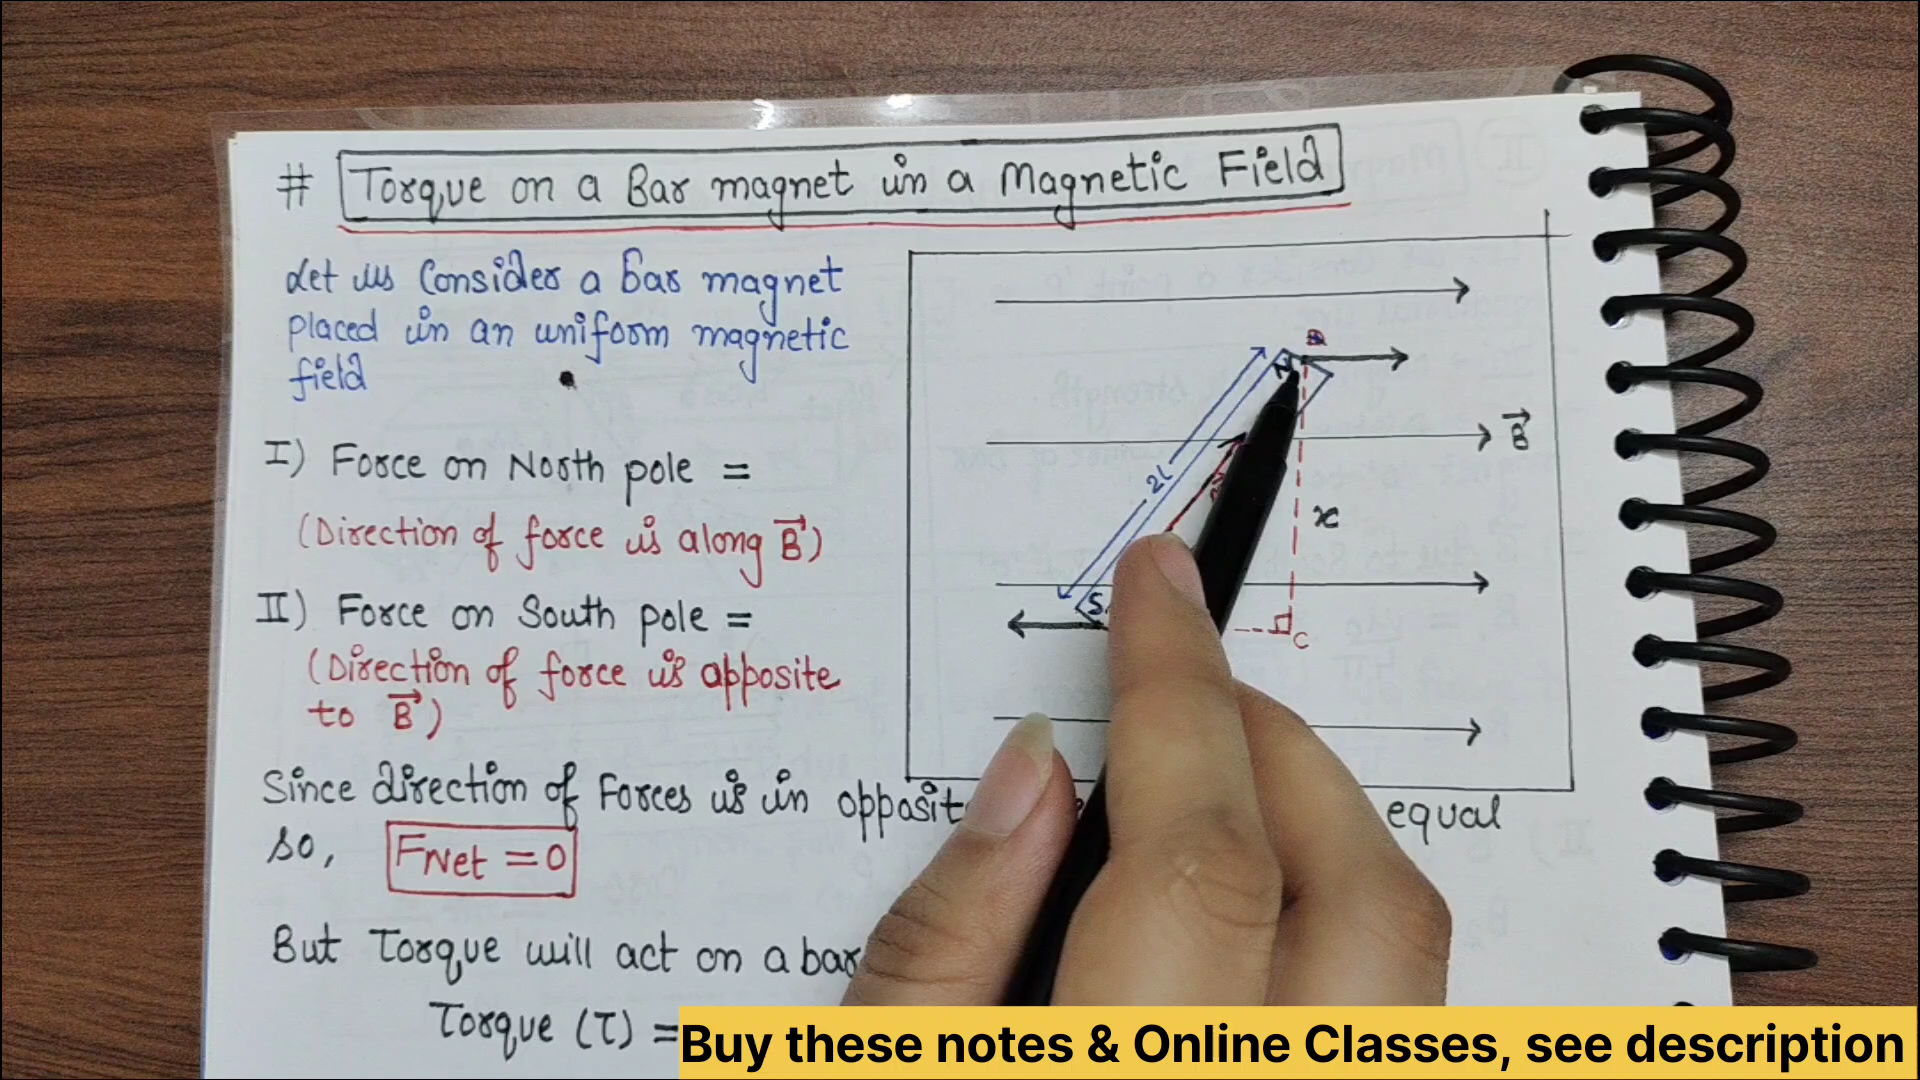 # Torque on a Bar magnet in a Magnetic Field
Let us Consider a bar magnet
placed in an uniform magnetic
field
I) Force on North pole =
(Direction of force is along B⃗)
II) Force on South pole =
(Direction of force is opposite
to B⃗)
Since direction of Forces is in opposit
equal
so, FNet = 0
But Torque will act on a bar
Torque (τ) =
N
B⃗
2l
x
S
C
Buy these notes & Online Classes, see description